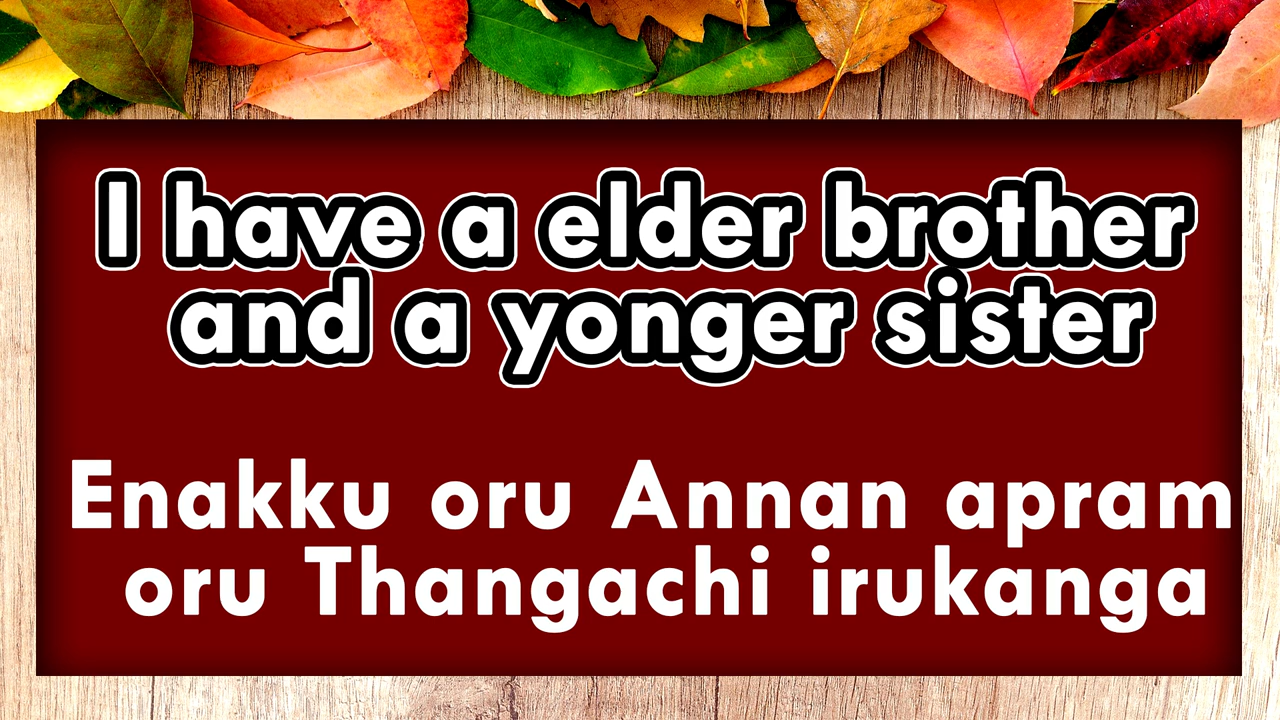 I have a elder brother
and a yonger sister
Enakku oru Annan apram
oru Thangachi irukanga